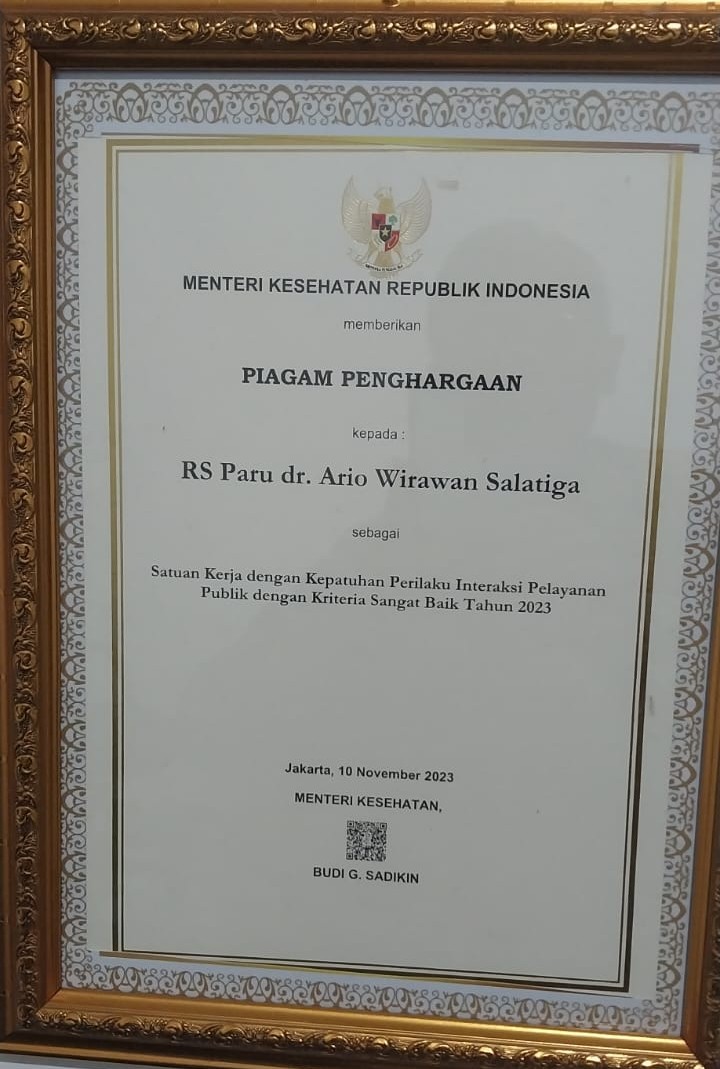 MENTERI KESEHATAN REPUBLIK INDONESIA
memberikan
PIAGAM PENGHARGAAN
kepada :
RS Paru dr. Ario Wirawan Salatiga
sebagai
Satuan Kerja dengan Kepatuhan Perilaku Interaksi Pelayanan
Publik dengan Kriteria Sangat Baik Tahun 2023
Jakarta, 10 November 2023
MENTERI KESEHATAN,
BUDI G. SADIKIN